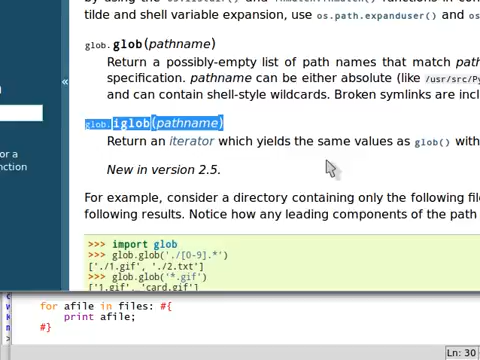 tilde and shell variable expansion, use os.path.expanduser() and os
glob.glob(pathname)
Return a possibly-empty list of path names that match
specification. pathname can be either absolute (like /usr/src/Py
and can contain shell-style wildcards. Broken symlinks are
«
glob.iglob(pathname)
or a
nction
Return an iterator which yields the same values as glob()
New in version 2.5.
For example, consider a directory containing only the following
following results. Notice how any leading components of the path
>>> import glob
>>> glob.glob('./[0-9].*')
['./1.gif', './2.txt']
>>> glob.glob('*.gif')
['1.gif', 'card.gif']
for afile in files: #{
print afile;
#}
Ln: 30